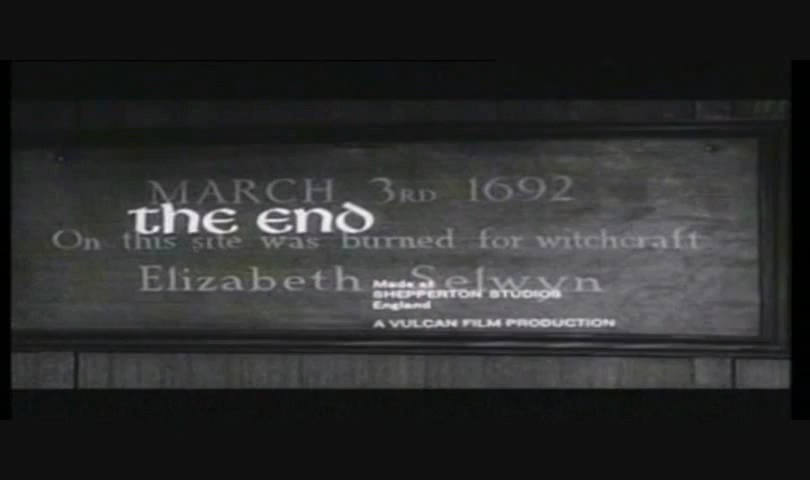 MARCH 3RD 1692
the end
On this site was burned for witchcraft
Elizabeth Selwyn
Made at
SHEPPERTON STUDIOS
England
A VULCAN FILM PRODUCTION